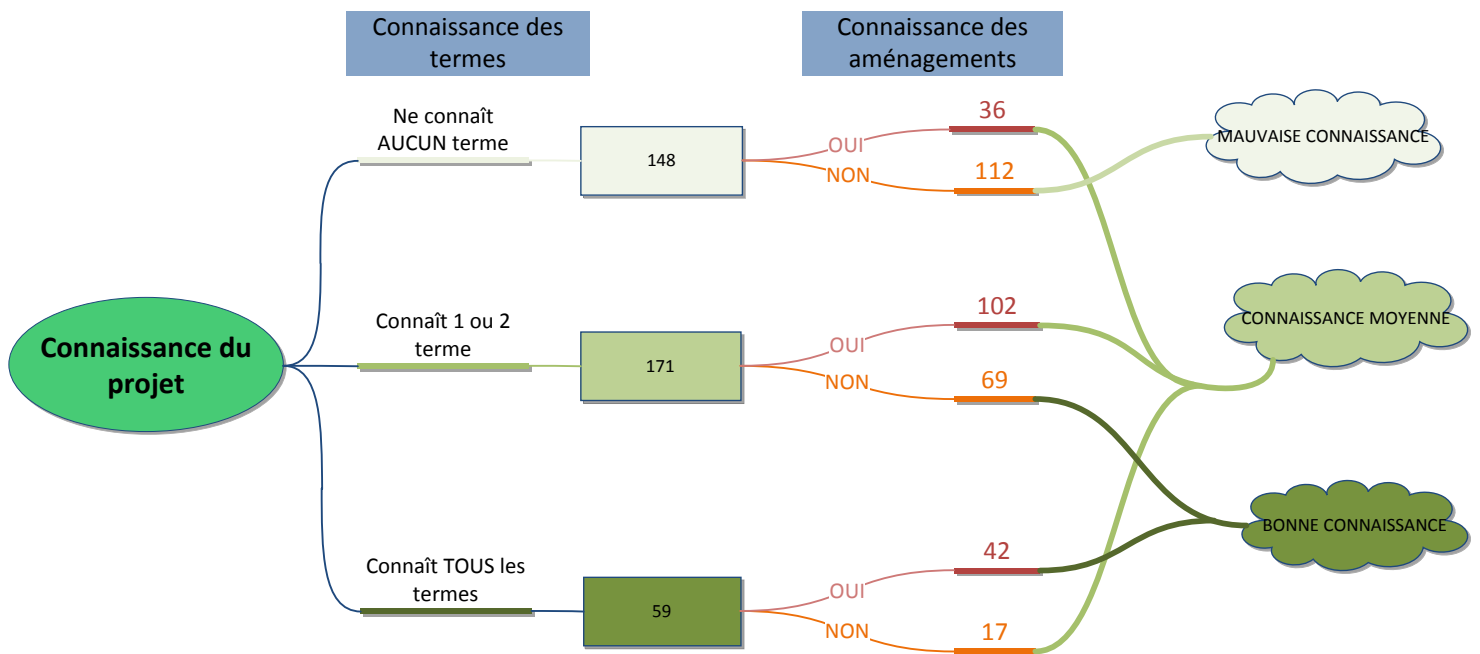 Connaissance des
termes
Connaissance des
aménagements
Ne connaît
AUCUN terme
148
OUI
NON
36
112
MAUVAISE CONNAISSANCE
Connaissance du
projet
Connaît 1 ou 2
terme
171
OUI
NON
102
69
CONNAISSANCE MOYENNE
Connaît TOUS les
termes
59
OUI
NON
42
17
BONNE CONNAISSANCE